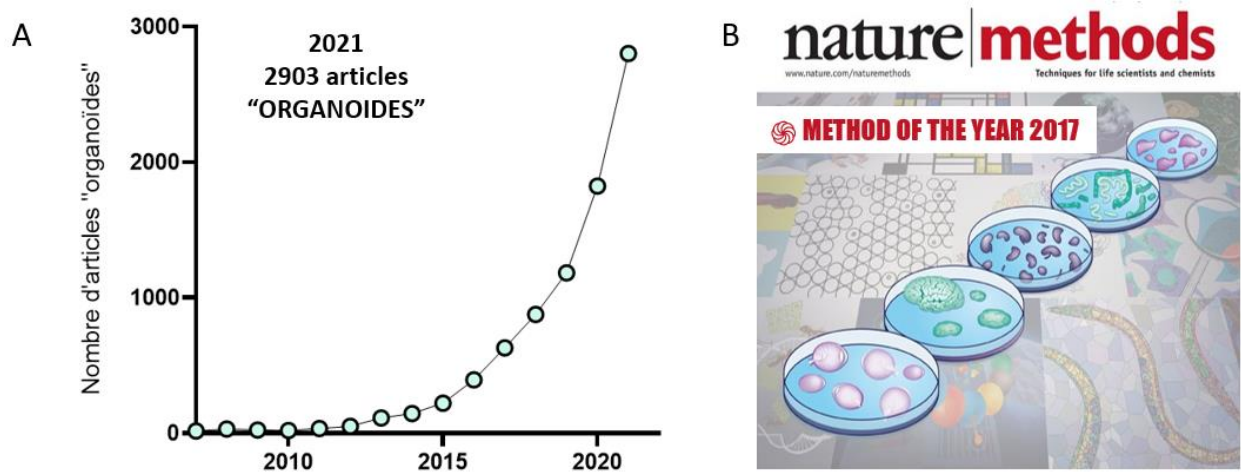 A
Nombre d'articles "organoïdes"
3000
2000
1000
0
2010
2015
2020
2021
2903 articles
“ORGANOIDES”
B
nature methods
www.nature.com/naturemethods
Techniques for life scientists and chemists
METHOD OF THE YEAR 2017